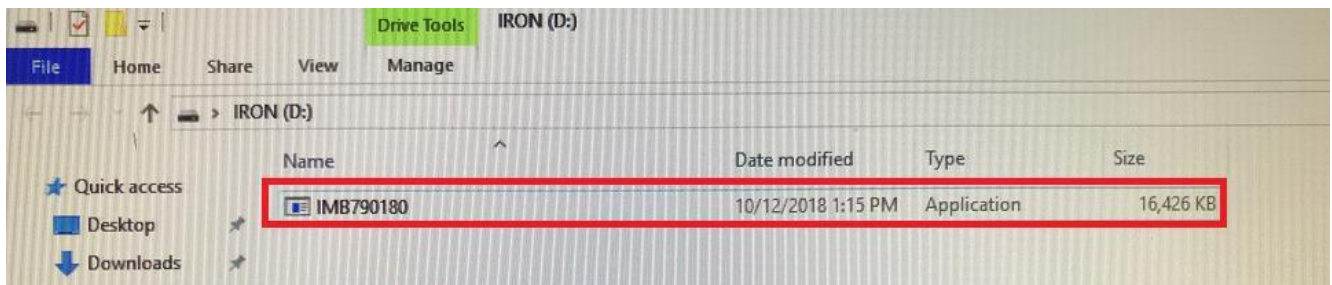 Drive Tools IRON (D:)
File Home Share View Manage
IRON (D:)
Name Date modified Type Size
Quick access
IMB790180 10/12/2018 1:15 PM Application 16,426 KB
Desktop
Downloads